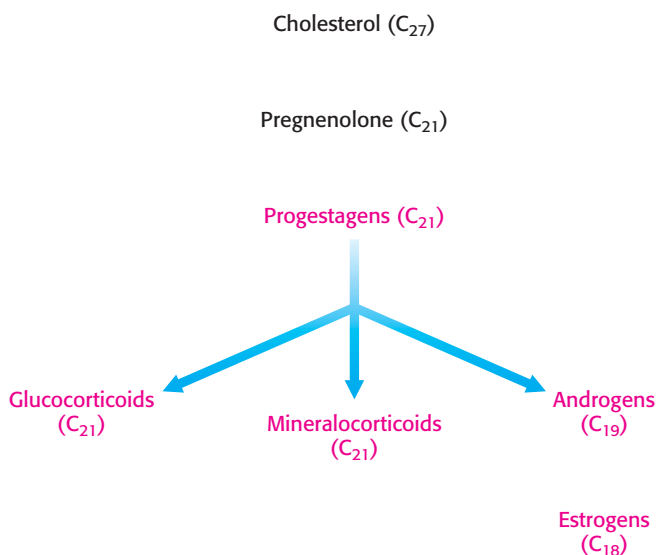 Cholesterol (C₂₇)
Pregnenolone (C₂₁)
Progestagens (C₂₁)
Glucocorticoids
(C₂₁)
Mineralocorticoids
(C₂₁)
Androgens
(C₁₉)
Estrogens
(C₁₈)